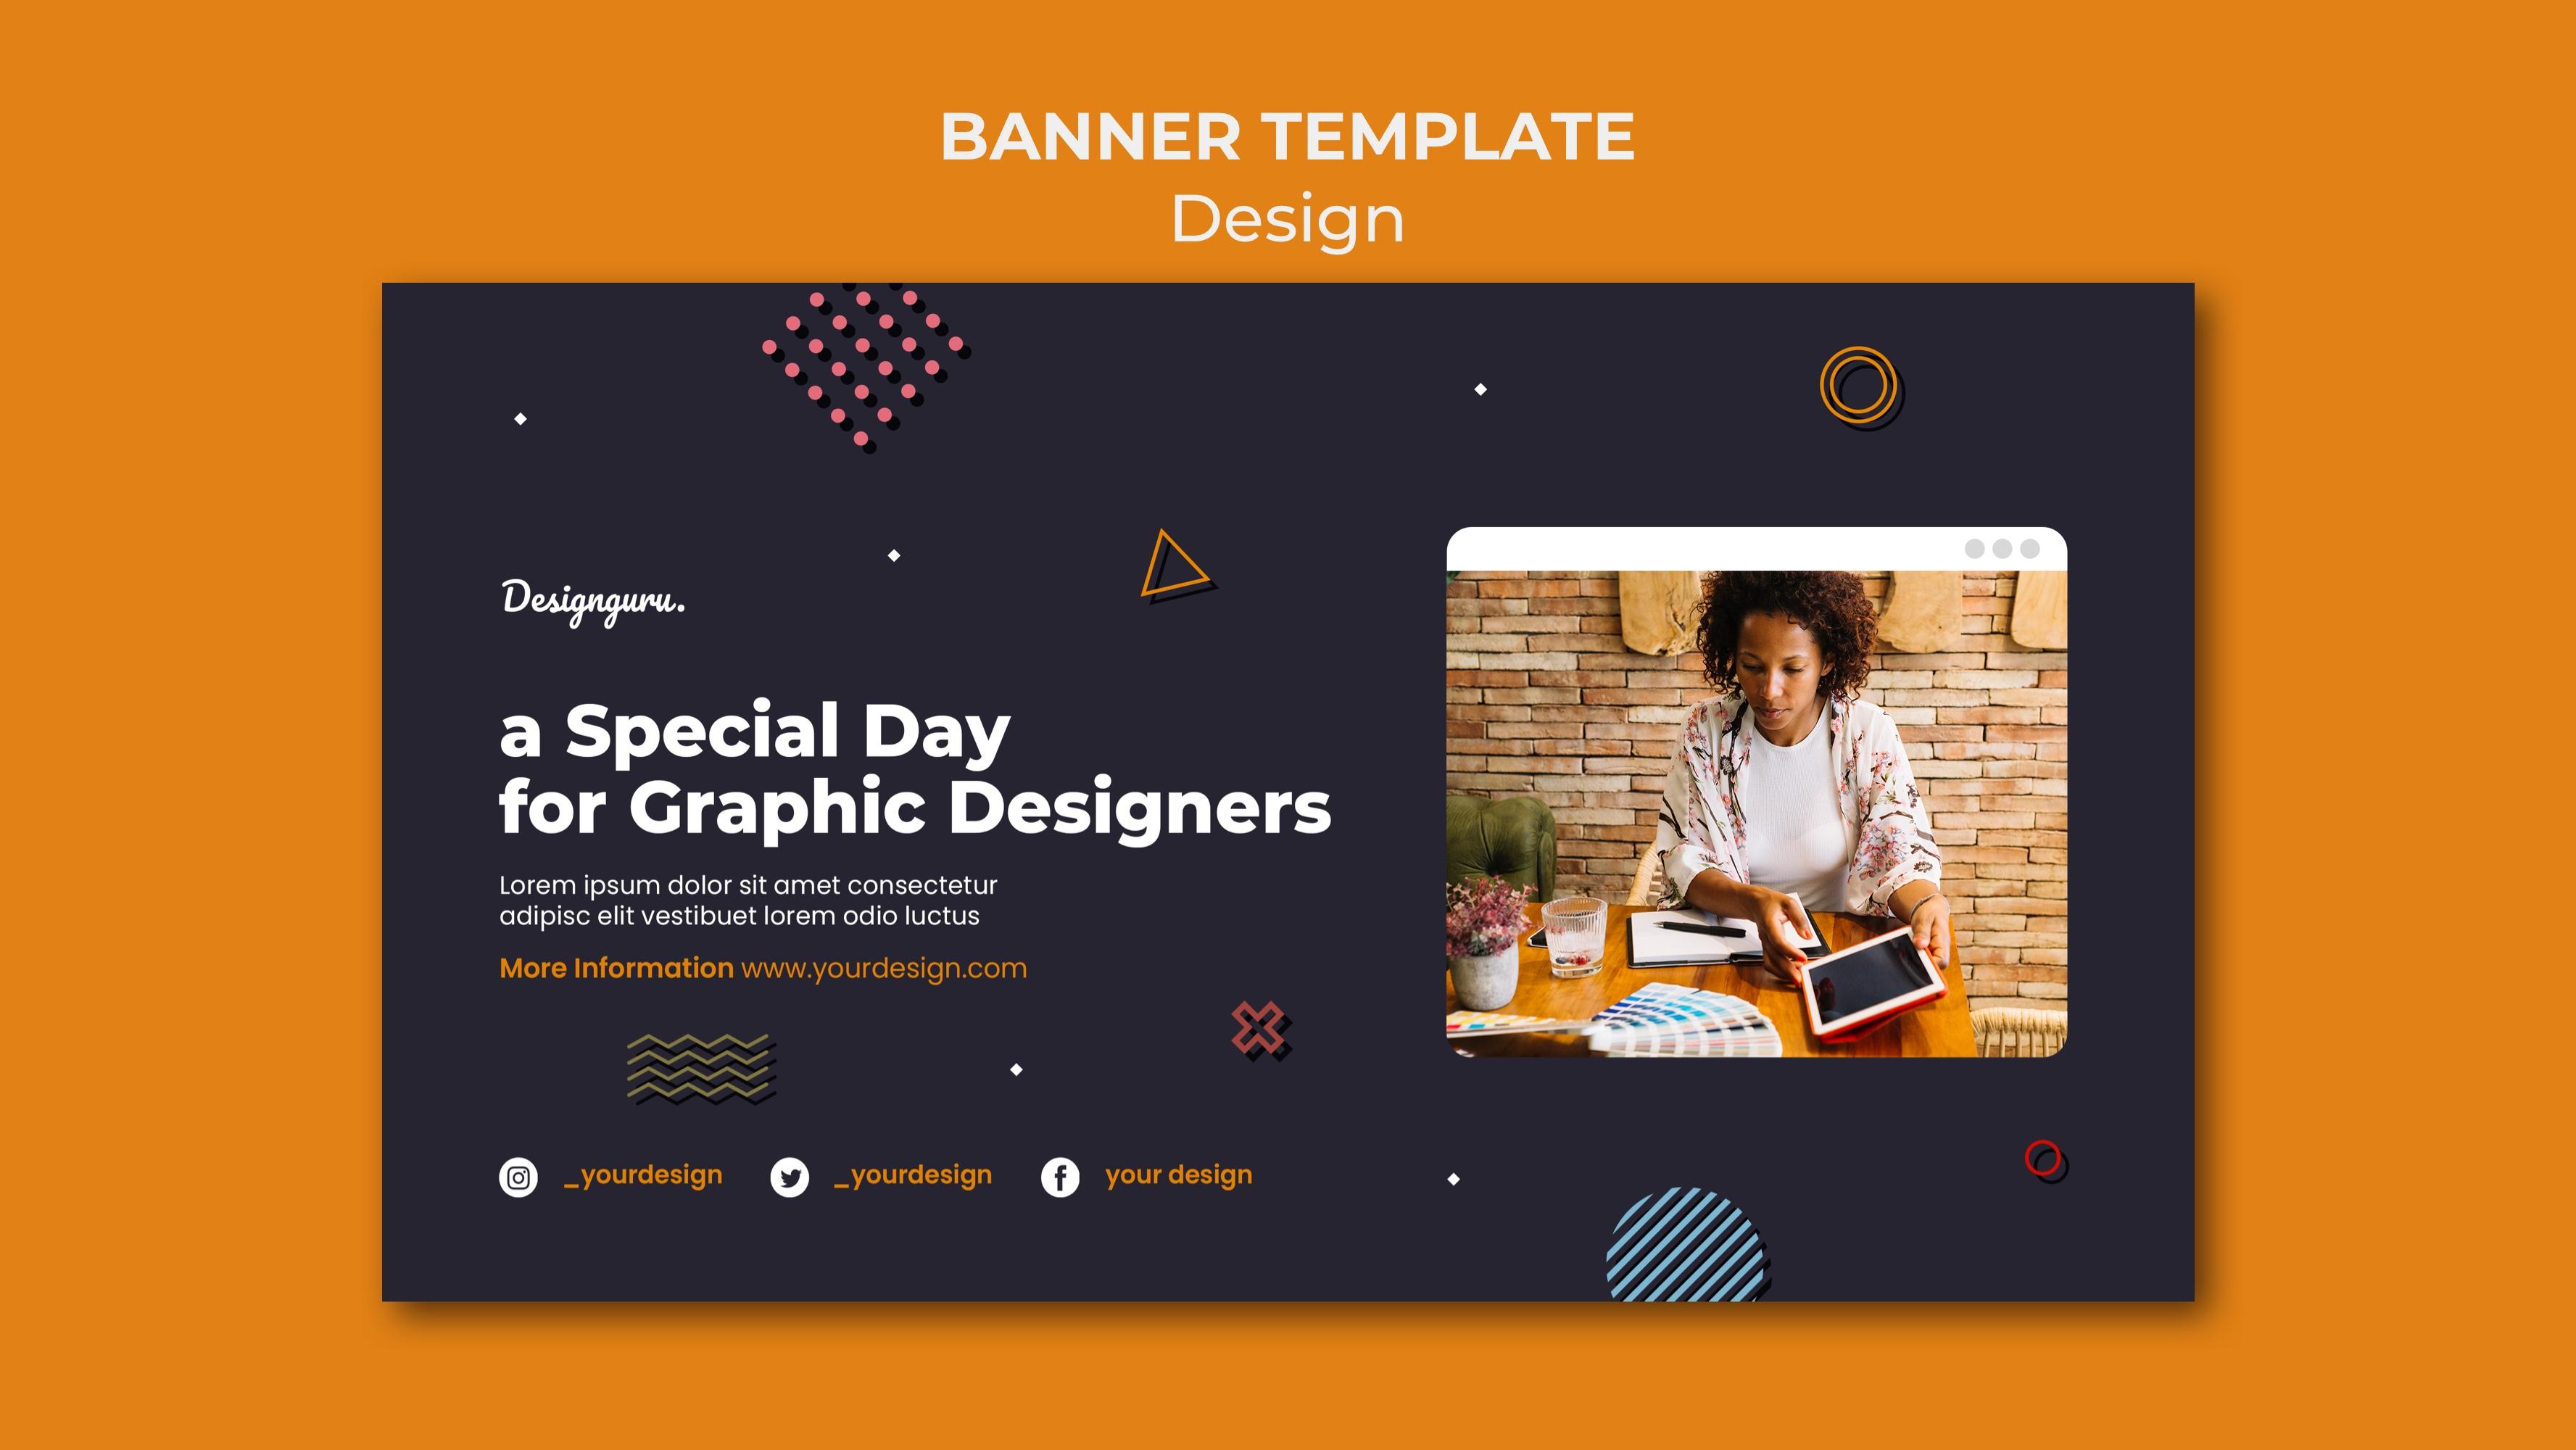 BANNER TEMPLATE
Design
Designguru.
a Special Day
for Graphic Designers
Lorem ipsum dolor sit amet consectetur
adipisc elit vestibuet lorem odio luctus
More Information www.yourdesign.com
_yourdesign _yourdesign your design